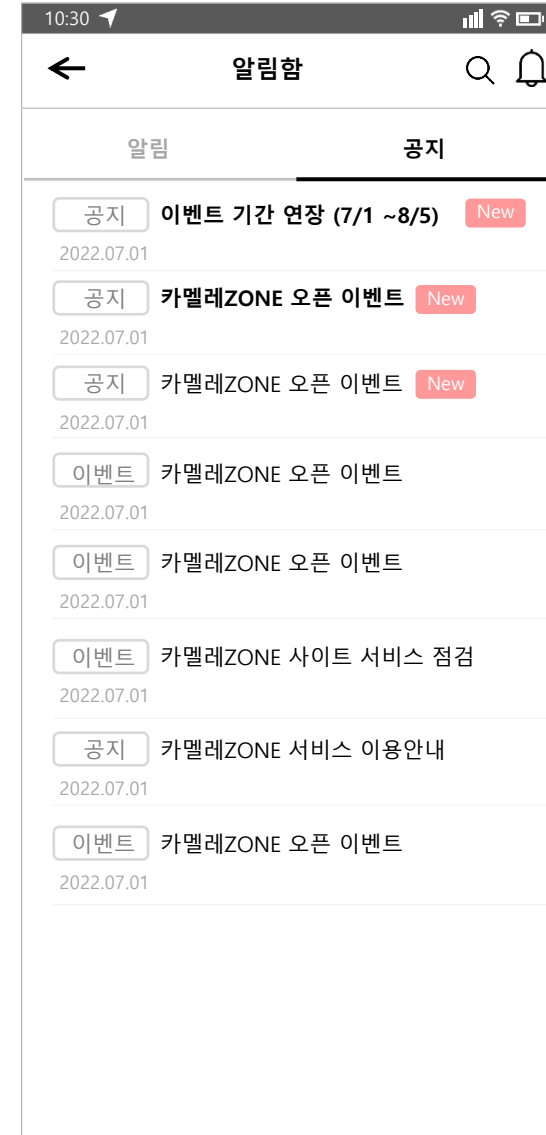 10:30
알림함
알림 공지
공지 이벤트 기간 연장 (7/1 ~8/5) New
2022.07.01
공지 카멜레ZONE 오픈 이벤트 New
2022.07.01
공지 카멜레ZONE 오픈 이벤트 New
2022.07.01
이벤트 카멜레ZONE 오픈 이벤트
2022.07.01
이벤트 카멜레ZONE 오픈 이벤트
2022.07.01
이벤트 카멜레ZONE 사이트 서비스 점검
2022.07.01
공지 카멜레ZONE 서비스 이용안내
2022.07.01
이벤트 카멜레ZONE 오픈 이벤트
2022.07.01